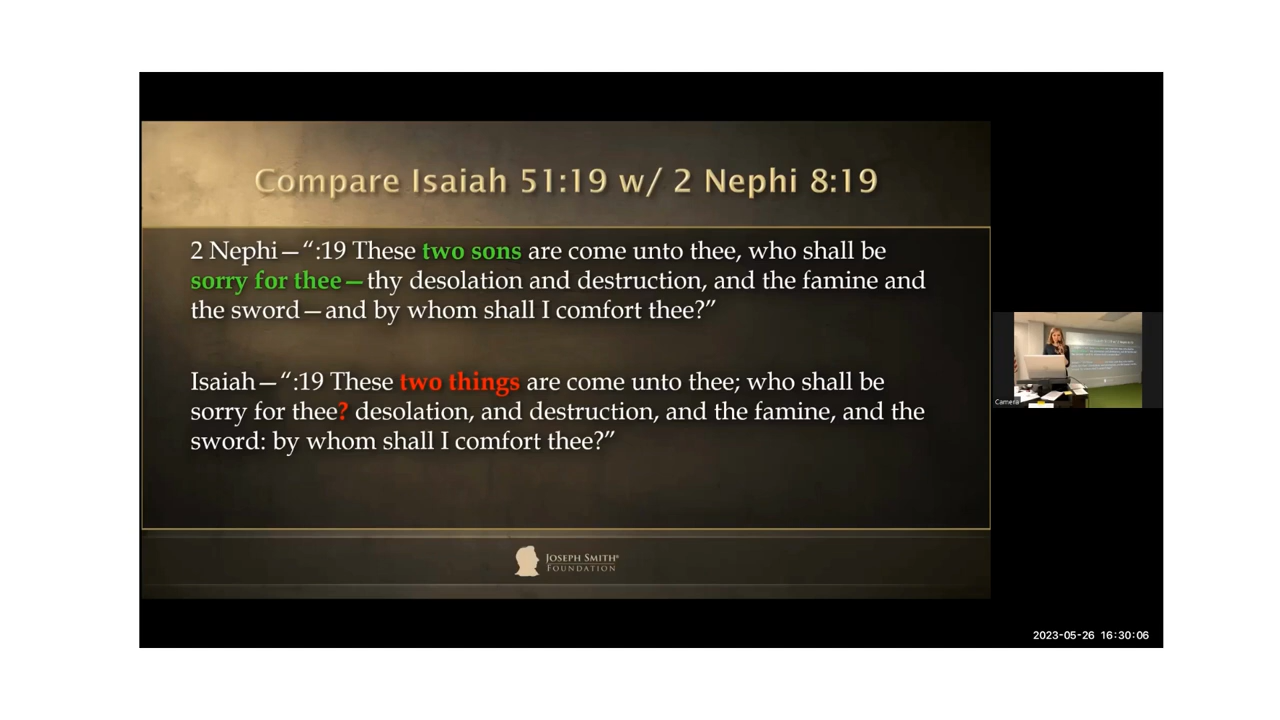 Compare Isaiah 51:19 w/ 2 Nephi 8:19
2 Nephi—“:19 These two sons are come unto thee, who shall be
sorry for thee—thy desolation and destruction, and the famine and
the sword—and by whom shall I comfort thee?”
Isaiah—“:19 These two things are come unto thee; who shall be
sorry for thee? desolation, and destruction, and the famine, and the
sword: by whom shall I comfort thee?”
Camera
JOSEPH SMITH®
FOUNDATION
2023-05-26 16:30:06